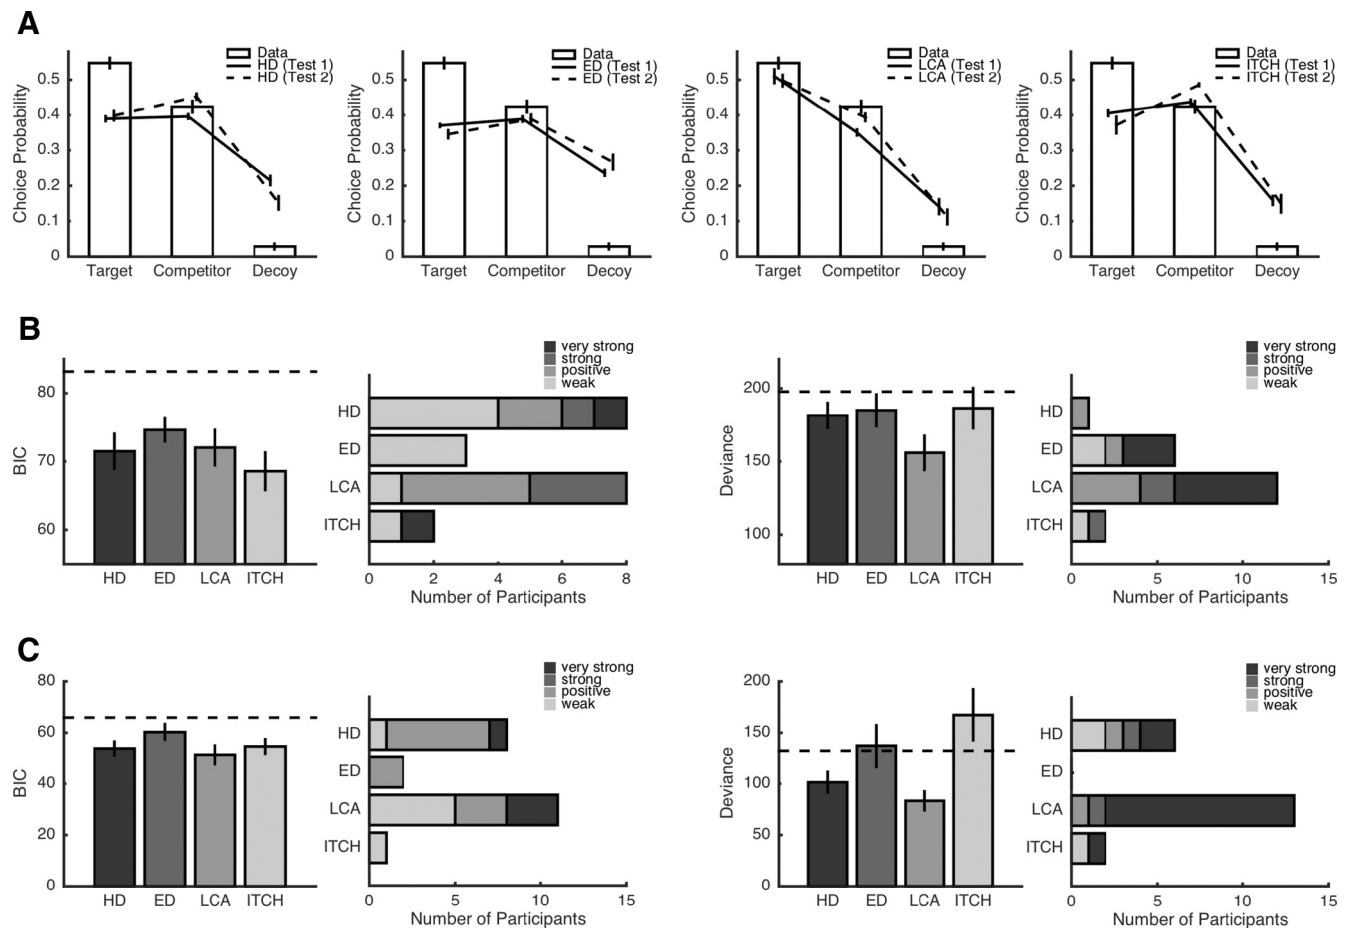 A
Data
HD (Test 1)
HD (Test 2)
Choice Probability
0.5
0.4
0.3
0.2
0.1
0
Target Competitor Decoy
Data
ED (Test 1)
ED (Test 2)
Choice Probability
0.5
0.4
0.3
0.2
0.1
0
Target Competitor Decoy
Data
LCA (Test 1)
LCA (Test 2)
Choice Probability
0.5
0.4
0.3
0.2
0.1
0
Target Competitor Decoy
Data
ITCH (Test 1)
ITCH (Test 2)
Choice Probability
0.5
0.4
0.3
0.2
0.1
0
Target Competitor Decoy
B
BIC
80
70
60
HD ED LCA ITCH
very strong
strong
positive
weak
HD
ED
LCA
ITCH
0 2 4 6 8
Number of Participants
Deviance
200
150
100
HD ED LCA ITCH
very strong
strong
positive
weak
HD
ED
LCA
ITCH
0 5 10 15
Number of Participants
C
BIC
80
60
40
20
0
HD ED LCA ITCH
very strong
strong
positive
weak
HD
ED
LCA
ITCH
0 5 10 15
Number of Participants
Deviance
200
150
100
50
0
HD ED LCA ITCH
very strong
strong
positive
weak
HD
ED
LCA
ITCH
0 5 10 15
Number of Participants